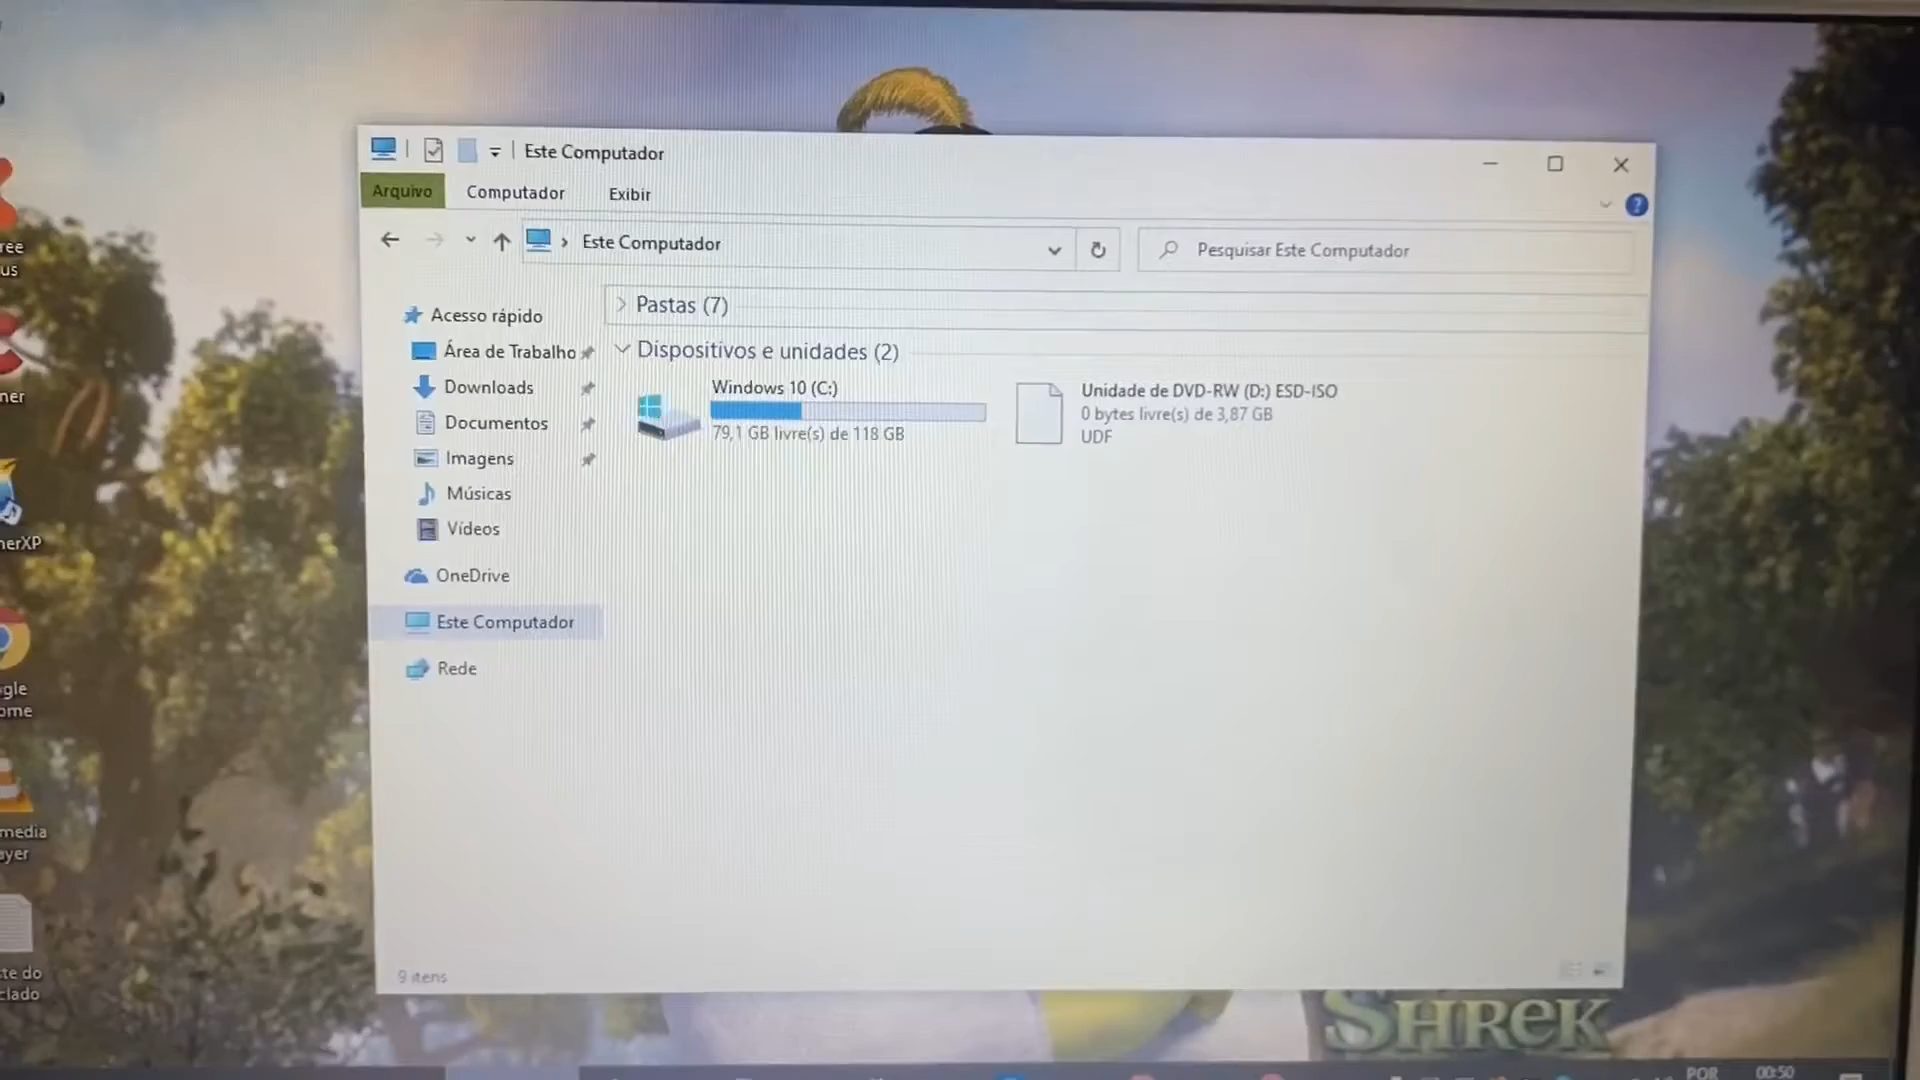 Este Computador
Arquivo
Computador
Exibir
Este Computador
Pesquisar Este Computador
Acesso rápido
Área de Trabalho
Downloads
Documentos
Imagens
Músicas
Vídeos
OneDrive
Este Computador
Rede
Pastas (7)
Dispositivos e unidades (2)
Windows 10 (C:)
79,1 GB livre(s) de 118 GB
Unidade de DVD-RW (D:) ESD-ISO
0 bytes livre(s) de 3,87 GB
UDF
9 itens
ree
us
ner
nerXP
gle
ome
media
ayer
te do
clado
SHREK
POR
00:50